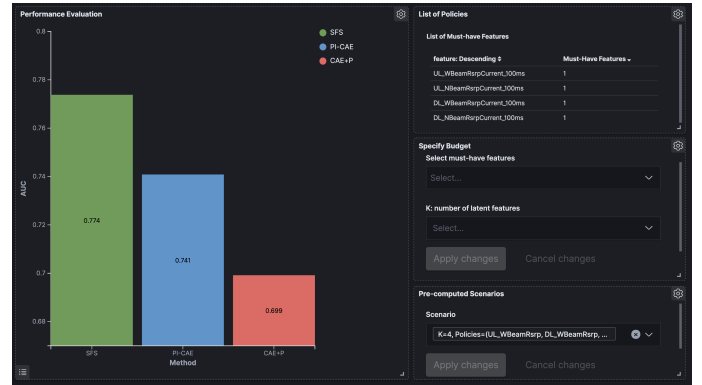 Performance Evaluation
SFS
PI-CAE
CAE+P
0.8
0.78
0.76
0.74
0.72
0.7
0.68
AUC
0.774
0.741
0.699
SFS
PI-CAE
CAE+P
Method
List of Policies
List of Must-have Features
feature: Descending Must-Have Features
UL_WBeamRsrpCurrent_100ms 1
UL_NBeamRsrpCurrent_100ms 1
DL_WBeamRsrpCurrent_100ms 1
DL_NBeamRsrpCurrent_100ms 1
Specify Budget
Select must-have features
Select...
K: number of latent features
Select...
Apply changes Cancel changes
Pre-computed Scenarios
Scenario
K=4, Policies=(UL_WBeamRsrp, DL_WBeamRsrp, ...
Apply changes Cancel changes